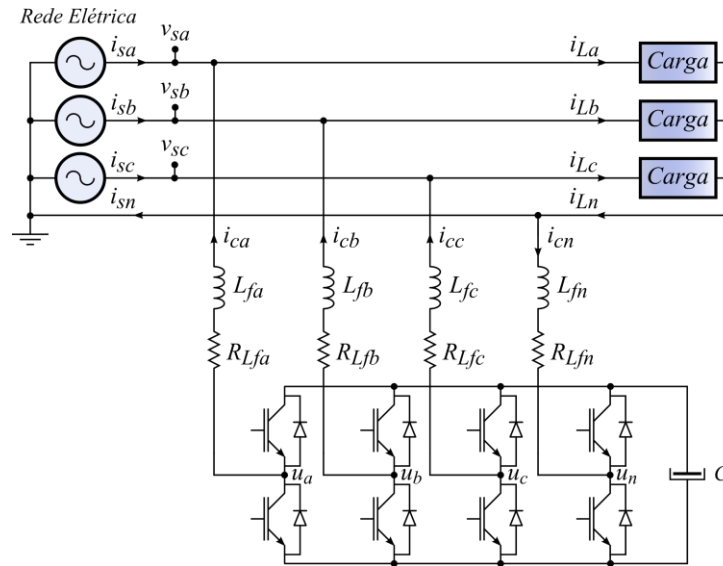 Rede Elétrica
i_sa v_sa i_La Carga
i_sb v_sb i_Lb Carga
i_sc v_sc i_Lc Carga
i_sn i_Ln
i_ca i_cb i_cc i_cn
L_fa L_fb L_fc L_fn
R_Lfa R_Lfb R_Lfc R_Lfn
u_a u_b u_c u_n